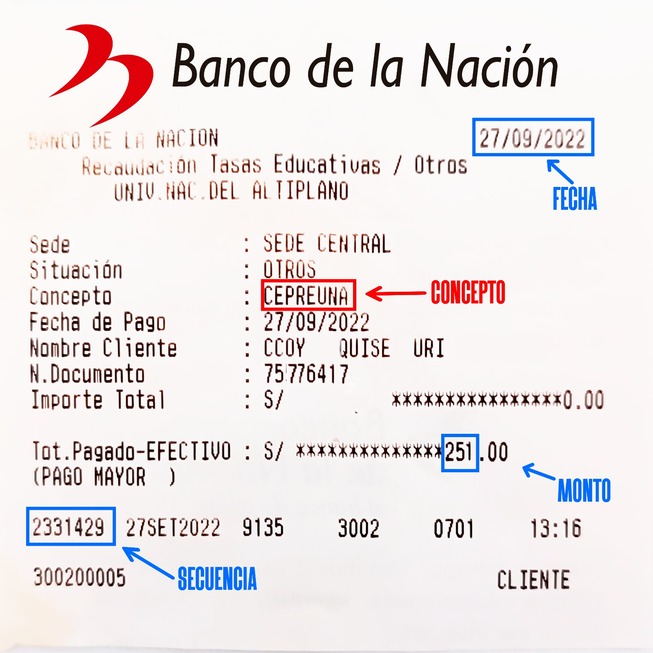 Banco de la Nación
BANCO DE LA NACION
27/09/2022
Recaudación Tasas Educativas / Otros
UNIV.NAC.DEL ALTIPLANO
FECHA
Sede : SEDE CENTRAL
Situación : OTROS
Concepto : CEPREUNA
CONCEPTO
Fecha de Pago : 27/09/2022
Nombre Cliente : CCOY QUISE URI
N.Documento : 75776417
Importe Total : S/ ****************0.00
Tot.Pagado-EFECTIVO : S/ **************251.00
(PAGO MAYOR )
MONTO
2331429 27SET2022 9135 3002 0701 13:16
SECUENCIA
300200005 CLIENTE